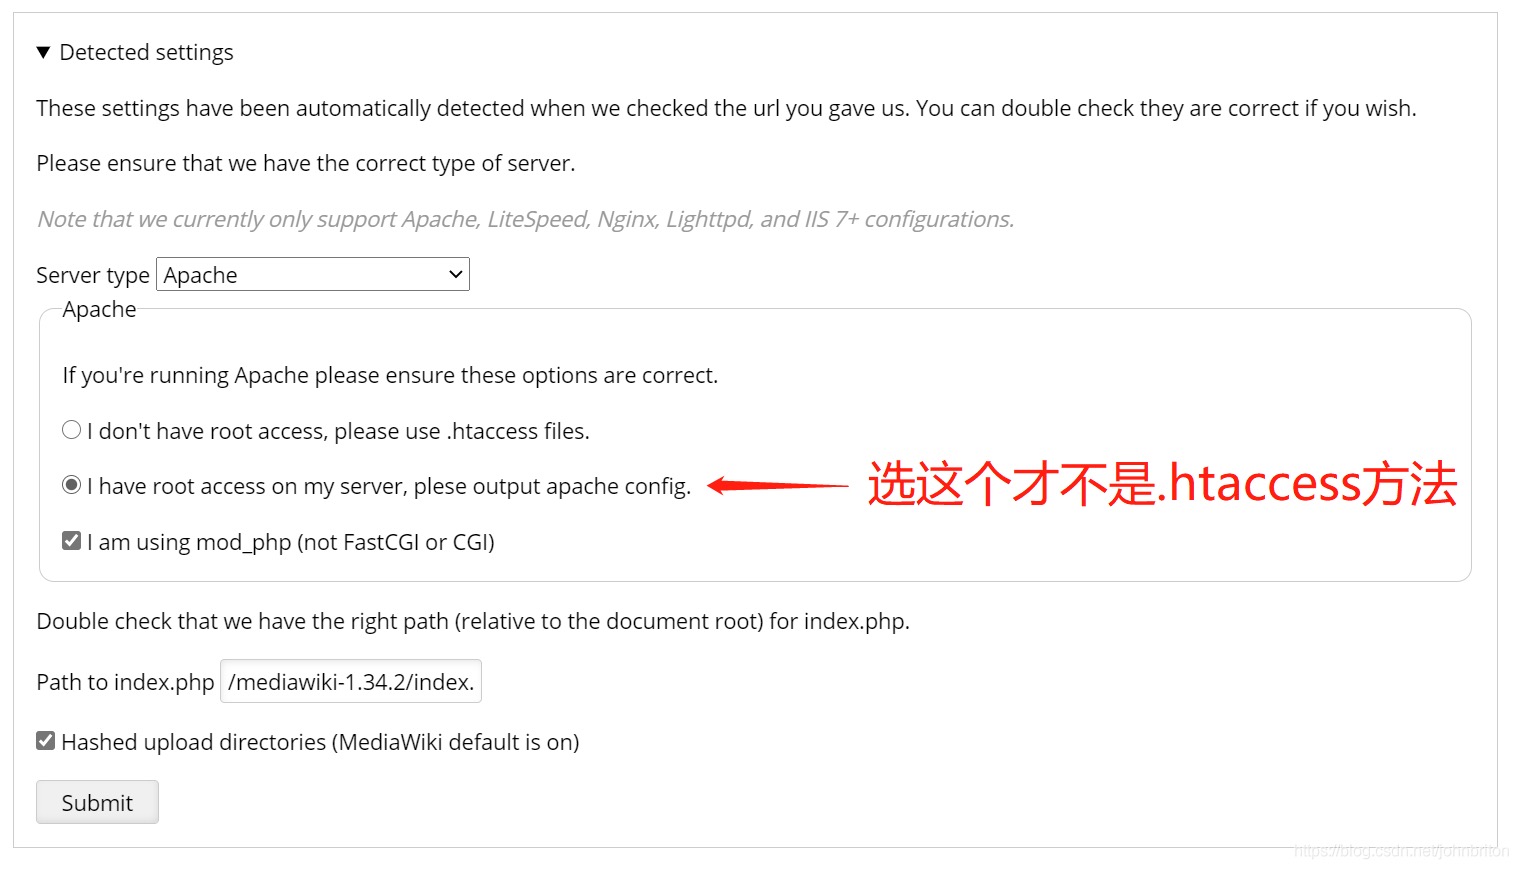 Detected settings
These settings have been automatically detected when we checked the url you gave us. You can double check they are correct if you wish.
Please ensure that we have the correct type of server.
Note that we currently only support Apache, LiteSpeed, Nginx, Lighttpd, and IIS 7+ configurations.
Server type Apache
Apache
If you're running Apache please ensure these options are correct.
I don't have root access, please use .htaccess files.
I have root access on my server, plese output apache config. 选这个才不是.htaccess方法
I am using mod_php (not FastCGI or CGI)
Double check that we have the right path (relative to the document root) for index.php.
Path to index.php /mediawiki-1.34.2/index.
Hashed upload directories (MediaWiki default is on)
Submit
https://blog.csdn.net/johnbriton